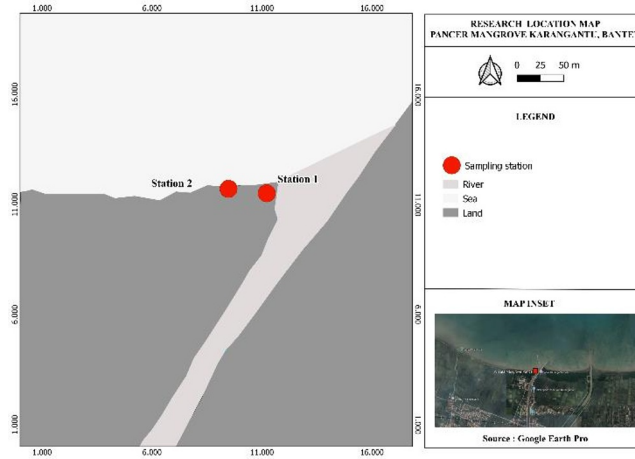 1.000 6.000 11.000 16.000
16.000 11.000 6.000 1.000
Station 1
Station 2
16.000 11.000 6.000 1.000
1.000 6.000 11.000 16.000
RESEARCH LOCATION MAP
PANCER MANGROVE KARANGANTU, BANTEN
0 25 50 m
LEGEND
Sampling station
River
Sea
Land
MAP INSET
Source : Google Earth Pro